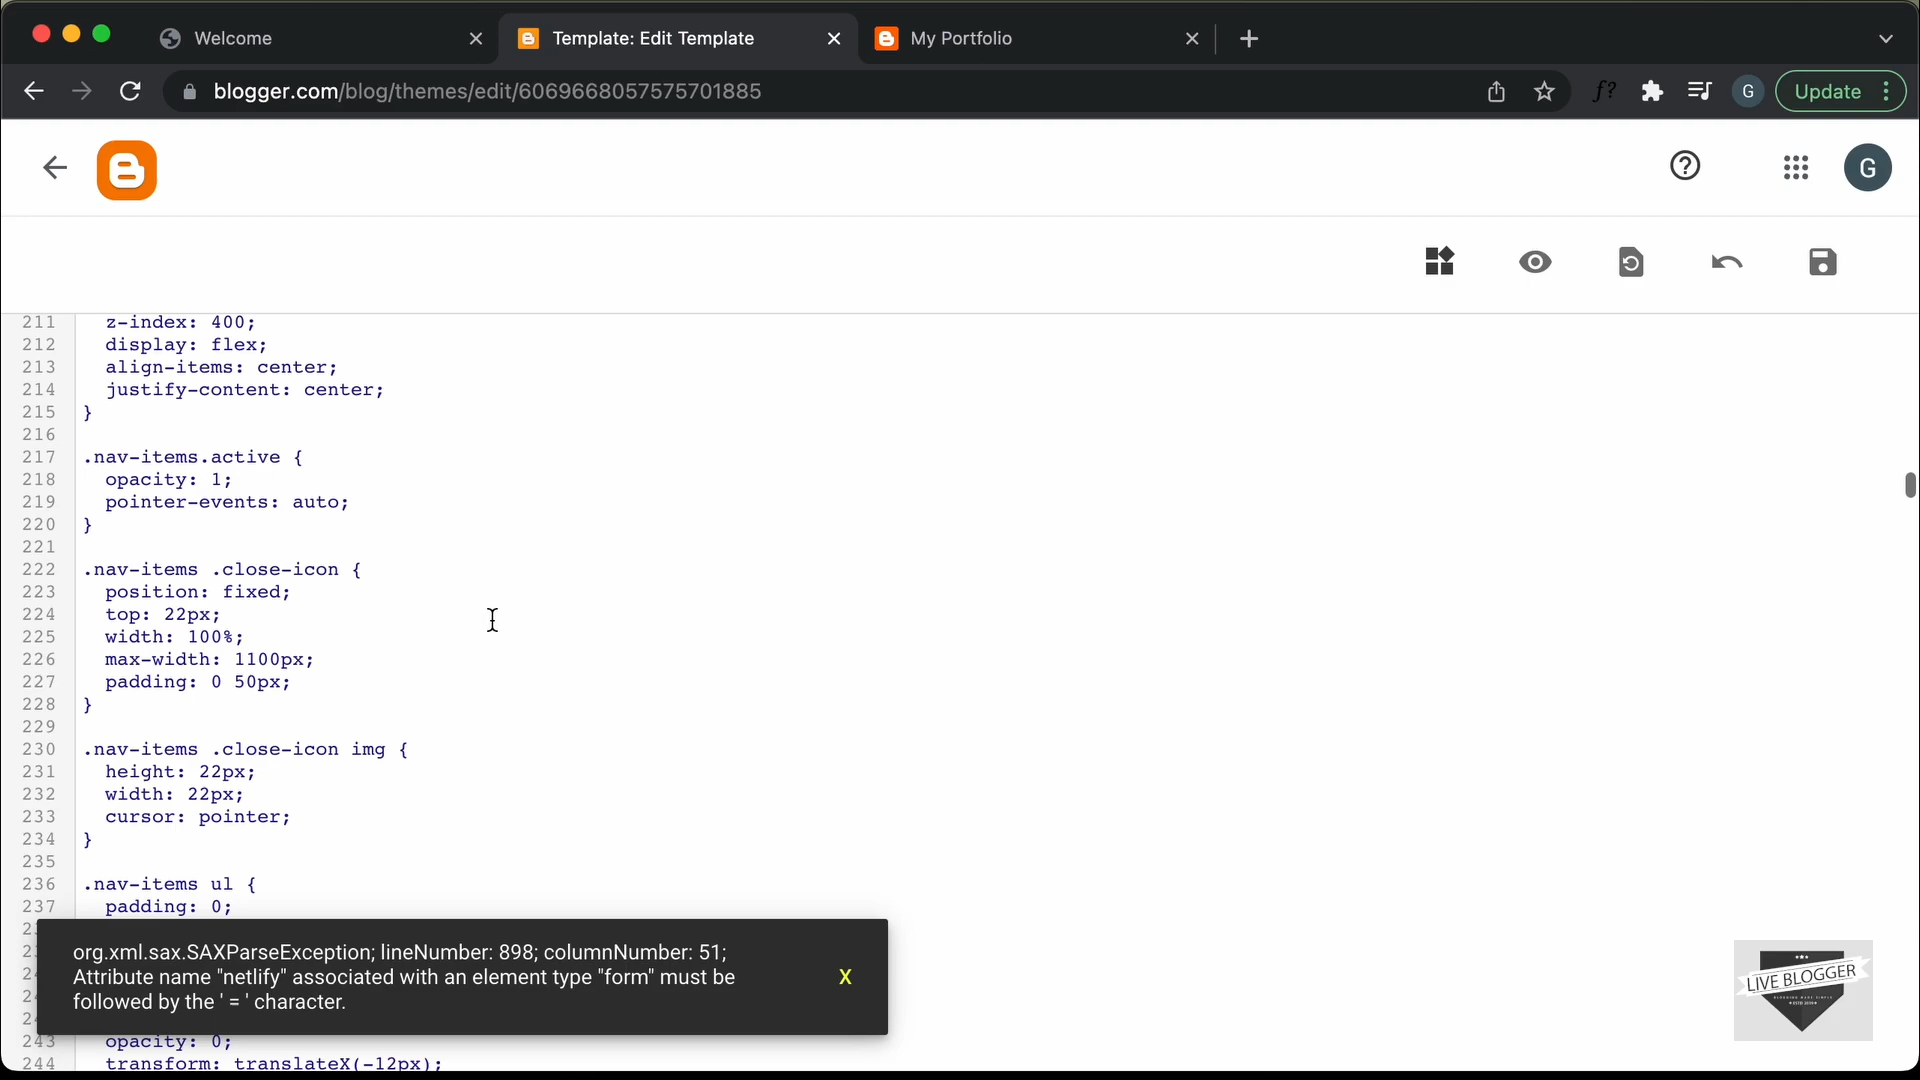 Welcome
Template: Edit Template
My Portfolio
blogger.com/blog/themes/edit/6069668057575701885
f?
G
Update
G
211 z-index: 400;
212 display: flex;
213 align-items: center;
214 justify-content: center;
215 }
216
217 .nav-items.active {
218 opacity: 1;
219 pointer-events: auto;
220 }
221
222 .nav-items .close-icon {
223 position: fixed;
224 top: 22px;
225 width: 100%;
226 max-width: 1100px;
227 padding: 0 50px;
228 }
229
230 .nav-items .close-icon img {
231 height: 22px;
232 width: 22px;
233 cursor: pointer;
234 }
235
236 .nav-items ul {
237 padding: 0;
org.xml.sax.SAXParseException; lineNumber: 898; columnNumber: 51;
Attribute name "netlify" associated with an element type "form" must be
followed by the ' = ' character.
X
243 opacity: 0;
244 transform: translateX(-12px);
LIVE BLOGGER